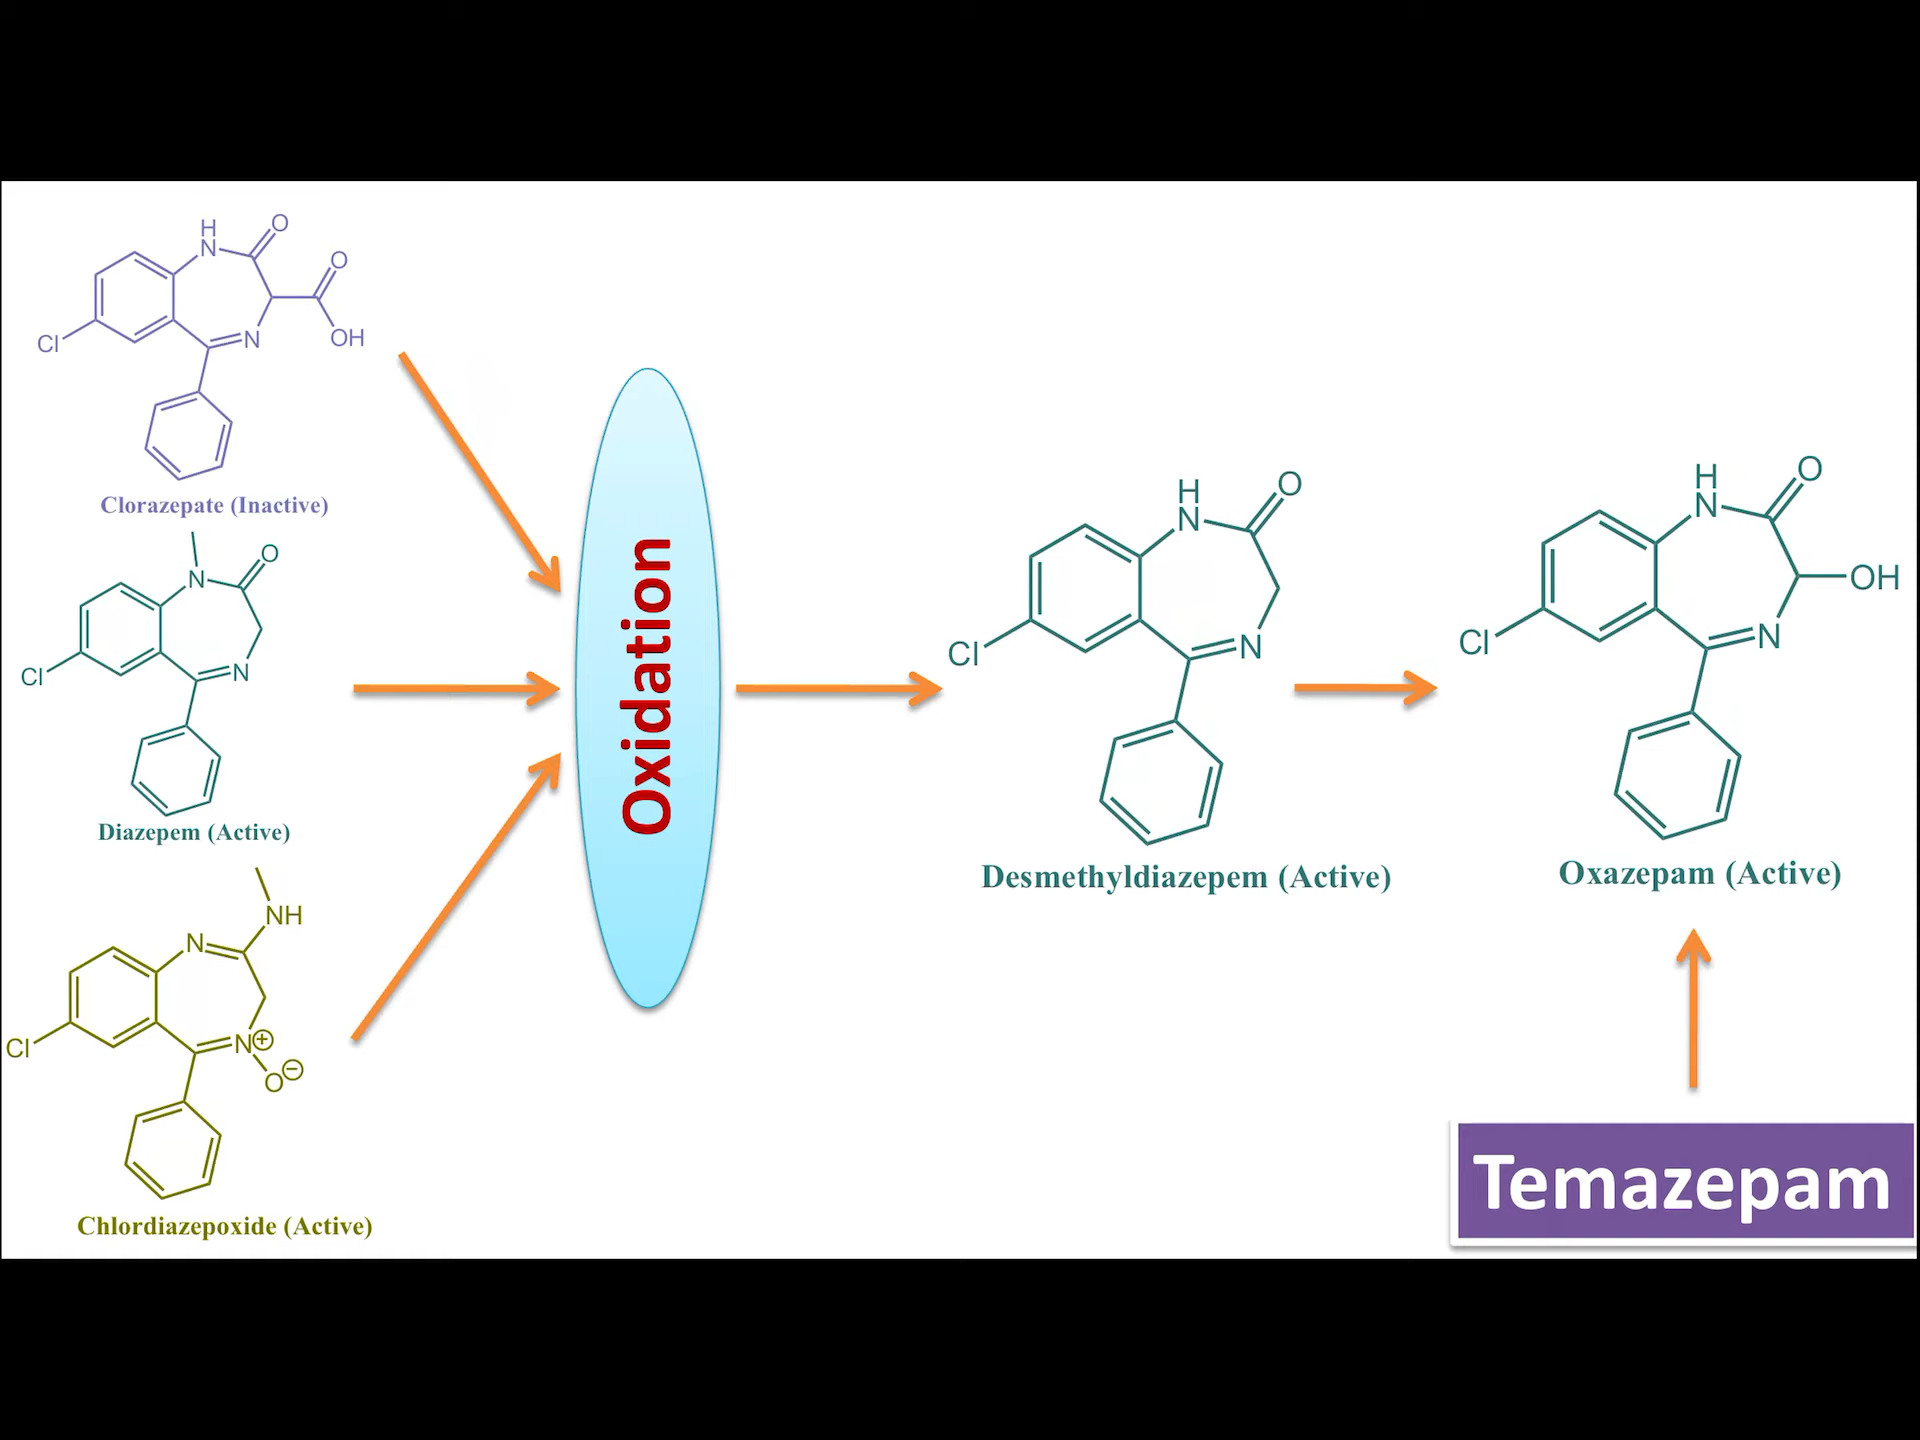 H
N
O
O
OH
N
Cl
Clorazepate (Inactive)
N
O
N
Cl
Diazepem (Active)
NH
N
N⊕
O⊖
Cl
Chlordiazepoxide (Active)
Oxidation
H
N
O
N
Cl
Desmethyldiazepem (Active)
H
N
O
OH
N
Cl
Oxazepam (Active)
Temazepam